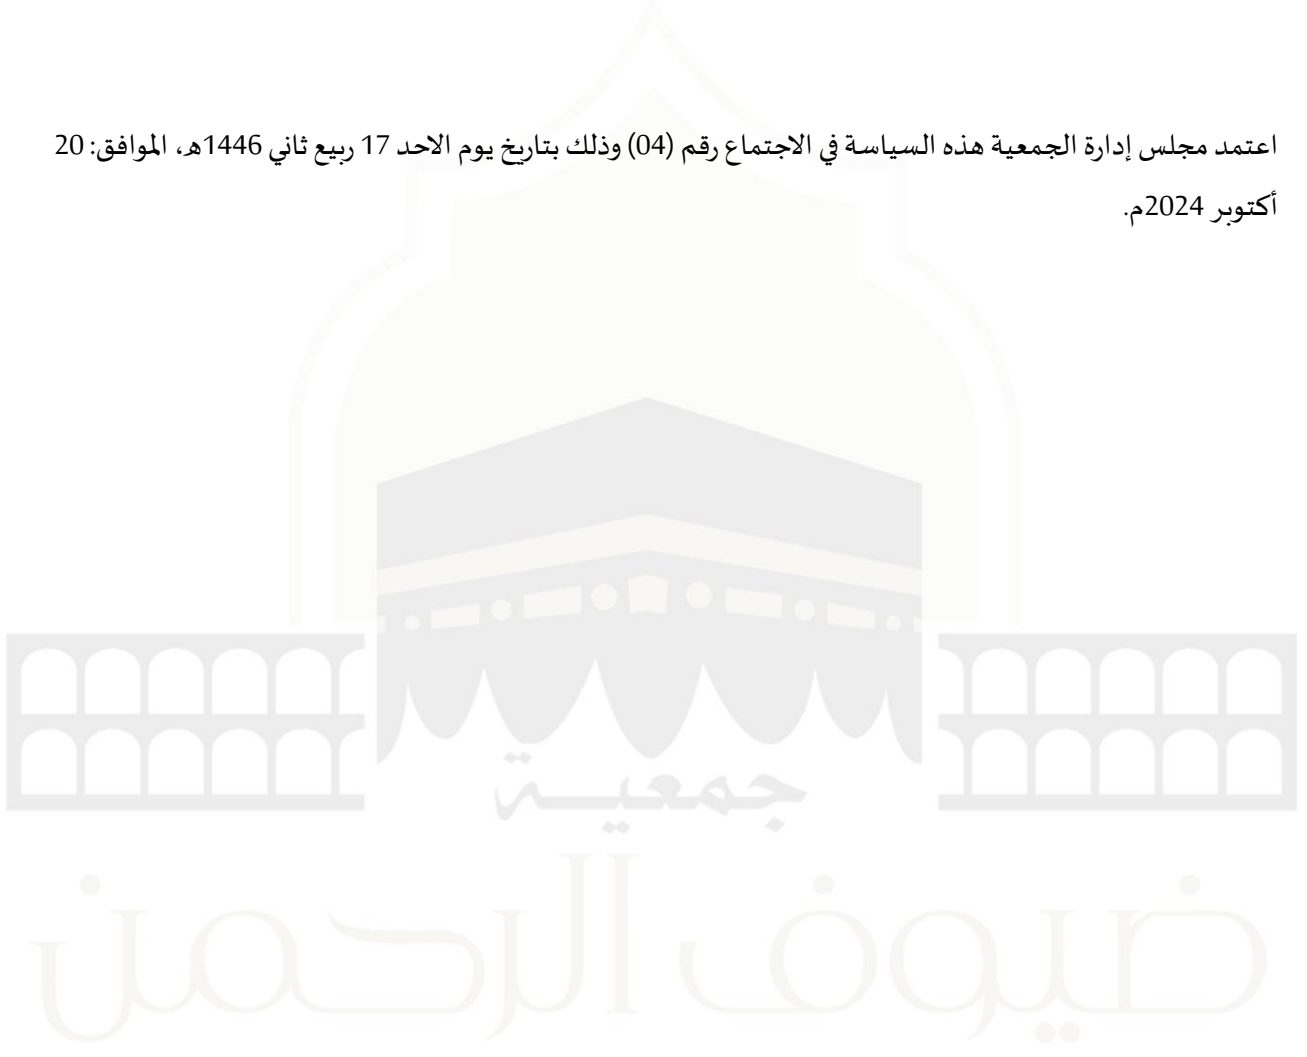 اعتمد مجلس إدارة الجمعية هذه السياسة في الاجتماع رقم (04) وذلك بتاريخ يوم الاحد 17 ربيع ثاني 1446هـ، الموافق: 20
أكتوبر 2024م.
جمعية
ضيوف الرحمن